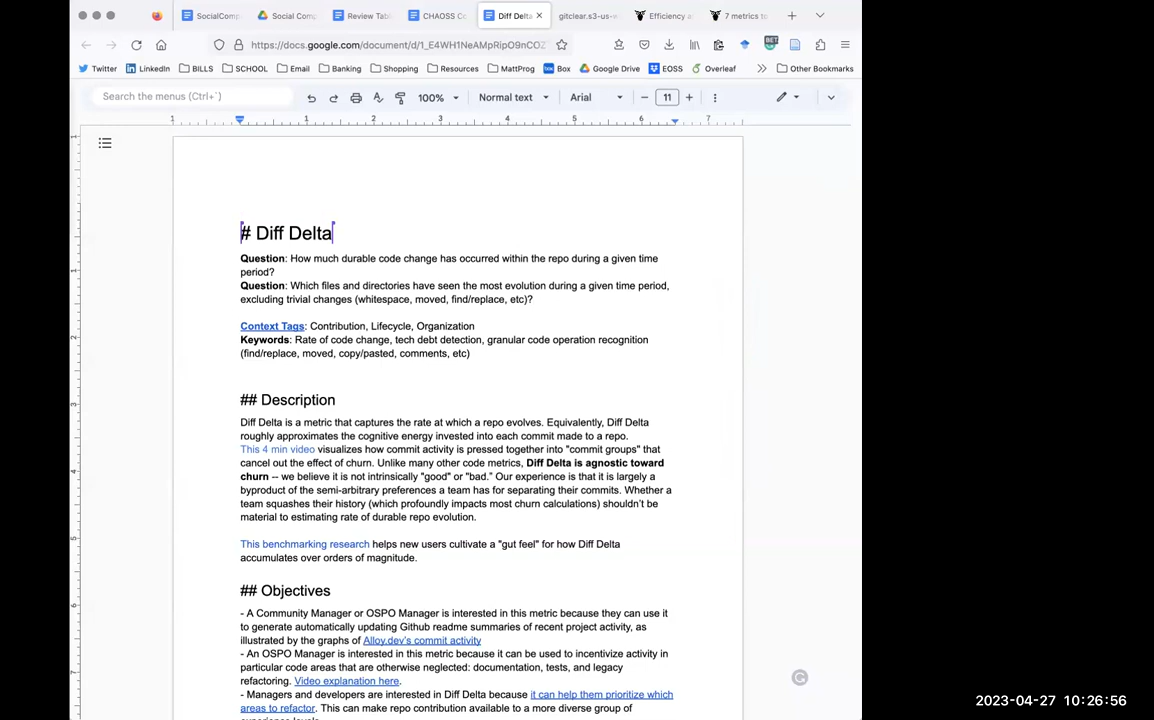 SocialComp
Social Comp
Review Tabl
CHAOSS Co
Diff Delta
gitclear.s3-us-w
Efficiency a
7 metrics to
https://docs.google.com/document/d/1_E4WH1NeAMpRipO9nCOZ
Twitter
LinkedIn
BILLS
SCHOOL
Email
Banking
Shopping
Resources
MattProg
Box
Google Drive
EOSS
Overleaf
Other Bookmarks
Search the menus (Ctrl+`)
100%
Normal text
Arial
11
1 1 2 3 4 5 6 7
# Diff Delta
Question: How much durable code change has occurred within the repo during a given time
period?
Question: Which files and directories have seen the most evolution during a given time period,
excluding trivial changes (whitespace, moved, find/replace, etc)?
Context Tags: Contribution, Lifecycle, Organization
Keywords: Rate of code change, tech debt detection, granular code operation recognition
(find/replace, moved, copy/pasted, comments, etc)
## Description
Diff Delta is a metric that captures the rate at which a repo evolves. Equivalently, Diff Delta
roughly approximates the cognitive energy invested into each commit made to a repo.
This 4 min video visualizes how commit activity is pressed together into "commit groups" that
cancel out the effect of churn. Unlike many other code metrics, Diff Delta is agnostic toward
churn -- we believe it is not intrinsically "good" or "bad." Our experience is that it is largely a
byproduct of the semi-arbitrary preferences a team has for separating their commits. Whether a
team squashes their history (which profoundly impacts most churn calculations) shouldn't be
material to estimating rate of durable repo evolution.
This benchmarking research helps new users cultivate a "gut feel" for how Diff Delta
accumulates over orders of magnitude.
## Objectives
- A Community Manager or OSPO Manager is interested in this metric because they can use it
to generate automatically updating Github readme summaries of recent project activity, as
illustrated by the graphs of Alloy.dev's commit activity
- An OSPO Manager is interested in this metric because it can be used to incentivize activity in
particular code areas that are otherwise neglected: documentation, tests, and legacy
refactoring. Video explanation here.
- Managers and developers are interested in Diff Delta because it can help them prioritize which
areas to refactor. This can make repo contribution available to a more diverse group of
experience levels.
2023-04-27 10:26:56